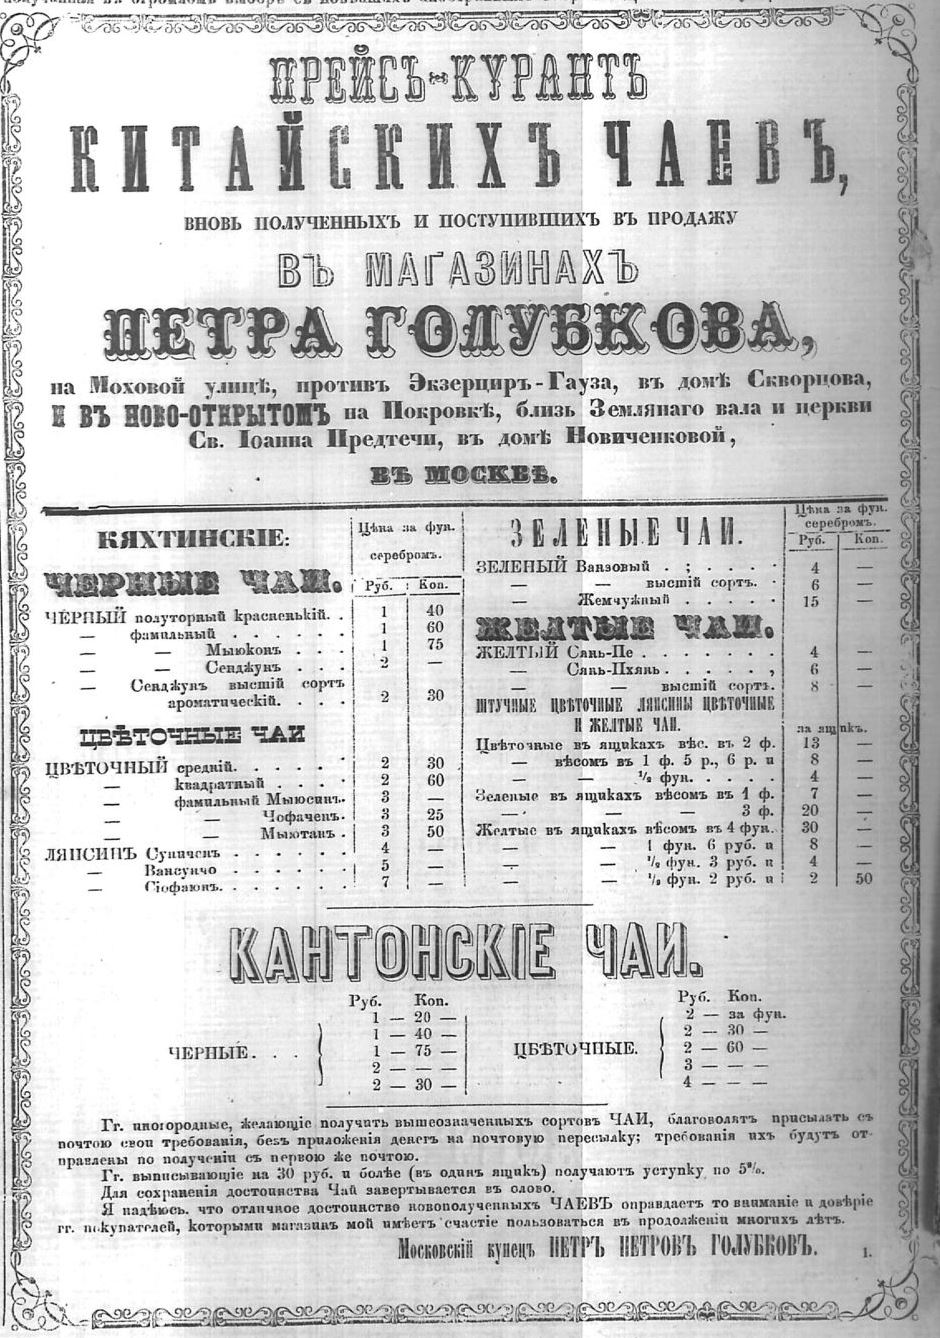 ПРЕЙСЪ-КУРАНТЪ
КИТАЙСКИХЪ ЧАЕВЪ,
ВНОВЬ ПОЛУЧЕННЫХЪ И ПОСТУПИВШИХЪ ВЪ ПРОДАЖУ
ВЪ МАГАЗИНАХЪ
ПЕТРА ГОЛУБКОВА,
на Моховой улицѣ, противъ Экзерциръ-Гауза, въ домѣ Скворцова,
И ВЪ НОВО-ОТКРЫТОМЪ на Покровкѣ, близь Землянаго вала и церкви
Св. Іоанна Предтечи, въ домѣ Новиченковой,
ВЪ МОСКВѢ.
КЯХТИНСКІЕ:
Цѣна за фун.
серебромъ.
ЧЕРНЫЕ ЧАИ.
Руб. Коп.
ЧЕРНЫЙ полуторный красненькій. . 1 40
— фамильный . . . . . . 1 60
— — Мыюконъ . . . 1 75
— — Сенджунъ . . . 2 —
— Сенджунъ высшій сортъ
ароматическій. . . . 2 30
ЦВѢТОЧНЫЕ ЧАИ
ЦВѢТОЧНЫЙ средній. . . . . 2 30
— квадратный . . . . 2 60
— фамильный Мыюсинъ. 3 —
— — Чофаченъ. 3 25
— — Мыютанъ . 3 50
ЛЯНСИНЪ Суничен . . . . . . 4 —
— Вансунчо . . . . . . 5 —
— Сіофаюнъ. . . . . . 7 —
ЗЕЛЕНЫЕ ЧАИ.
Цѣна за фун.
серебромъ.
Руб. Коп.
ЗЕЛЕНЫЙ Ванзовый . ; . . . . 4 —
— — высшій сортъ. . 6 —
— Жемчужный . . . . . 15 —
ЖЕЛТЫЕ ЧАИ.
ЖЕЛТЫЙ Сянь-Пе . . . . . . . 4 —
— Сянь-Пхянь . . . . . , 6 —
— — высшій сортъ. 8 —
ШТУЧНЫЕ ЦВѢТОЧНЫЕ ЛЯНСИНЫ ЦВѢТОЧНЫЕ
И ЖЕЛТЫЕ ЧАИ.
за ящикъ.
Цвѣточные въ ящикахъ вѣс. въ 2 ф. 13 —
— вѣсомъ въ 1 ф. 5 р., 6 р. и 8 —
— — ½ фун. . . . . 4 —
Зеленые въ ящикахъ вѣсомъ въ 1 ф. 7 —
— — — 3 ф. 20 —
Желтые въ ящикахъ вѣсомъ въ 4 фун. 30 —
— — 1 фун. 6 руб. и 8 —
— — ½ фун. 3 руб. и 4 —
— — фун. 2 руб. и 2 50
КАНТОНСКІЕ ЧАИ.
Руб. Коп.
1 — 20 —
1 — 40 —
ЧЕРНЫЕ. . . . 1 — 75 —
2 — — —
2 — 30 —
Руб. Коп.
2 — за фун.
2 — 30 —
ЦВѢТОЧНЫЕ. 2 — 60 —
3 — — —
4 — — —
Гг. иногородные, желающіе получить вышеозначенныхъ сортовъ ЧАИ, благоволятъ присылать съ
почтою свои требованія, безъ приложенія денегъ на почтовую пересылку; требованія ихъ будутъ от-
правлены по полученіи съ первою же почтою.
Гг. выписывающіе на 30 руб. и болѣе (въ одинъ ящикъ) получаютъ уступку по 5%.
Для сохраненія достоинства Чай завертывается въ олово.
Я надѣюсь. что отличное достоинство новополученныхъ ЧАЕВЪ оправдаетъ то вниманіе и довѣріе
гг. покупателей, которыми магазинъ мой имѣетъ счастіе пользоваться въ продолженіи многихъ лѣтъ.
Московскій купецъ ПЕТРЪ ПЕТРОВЪ ГОЛУБКОВЪ. 1.